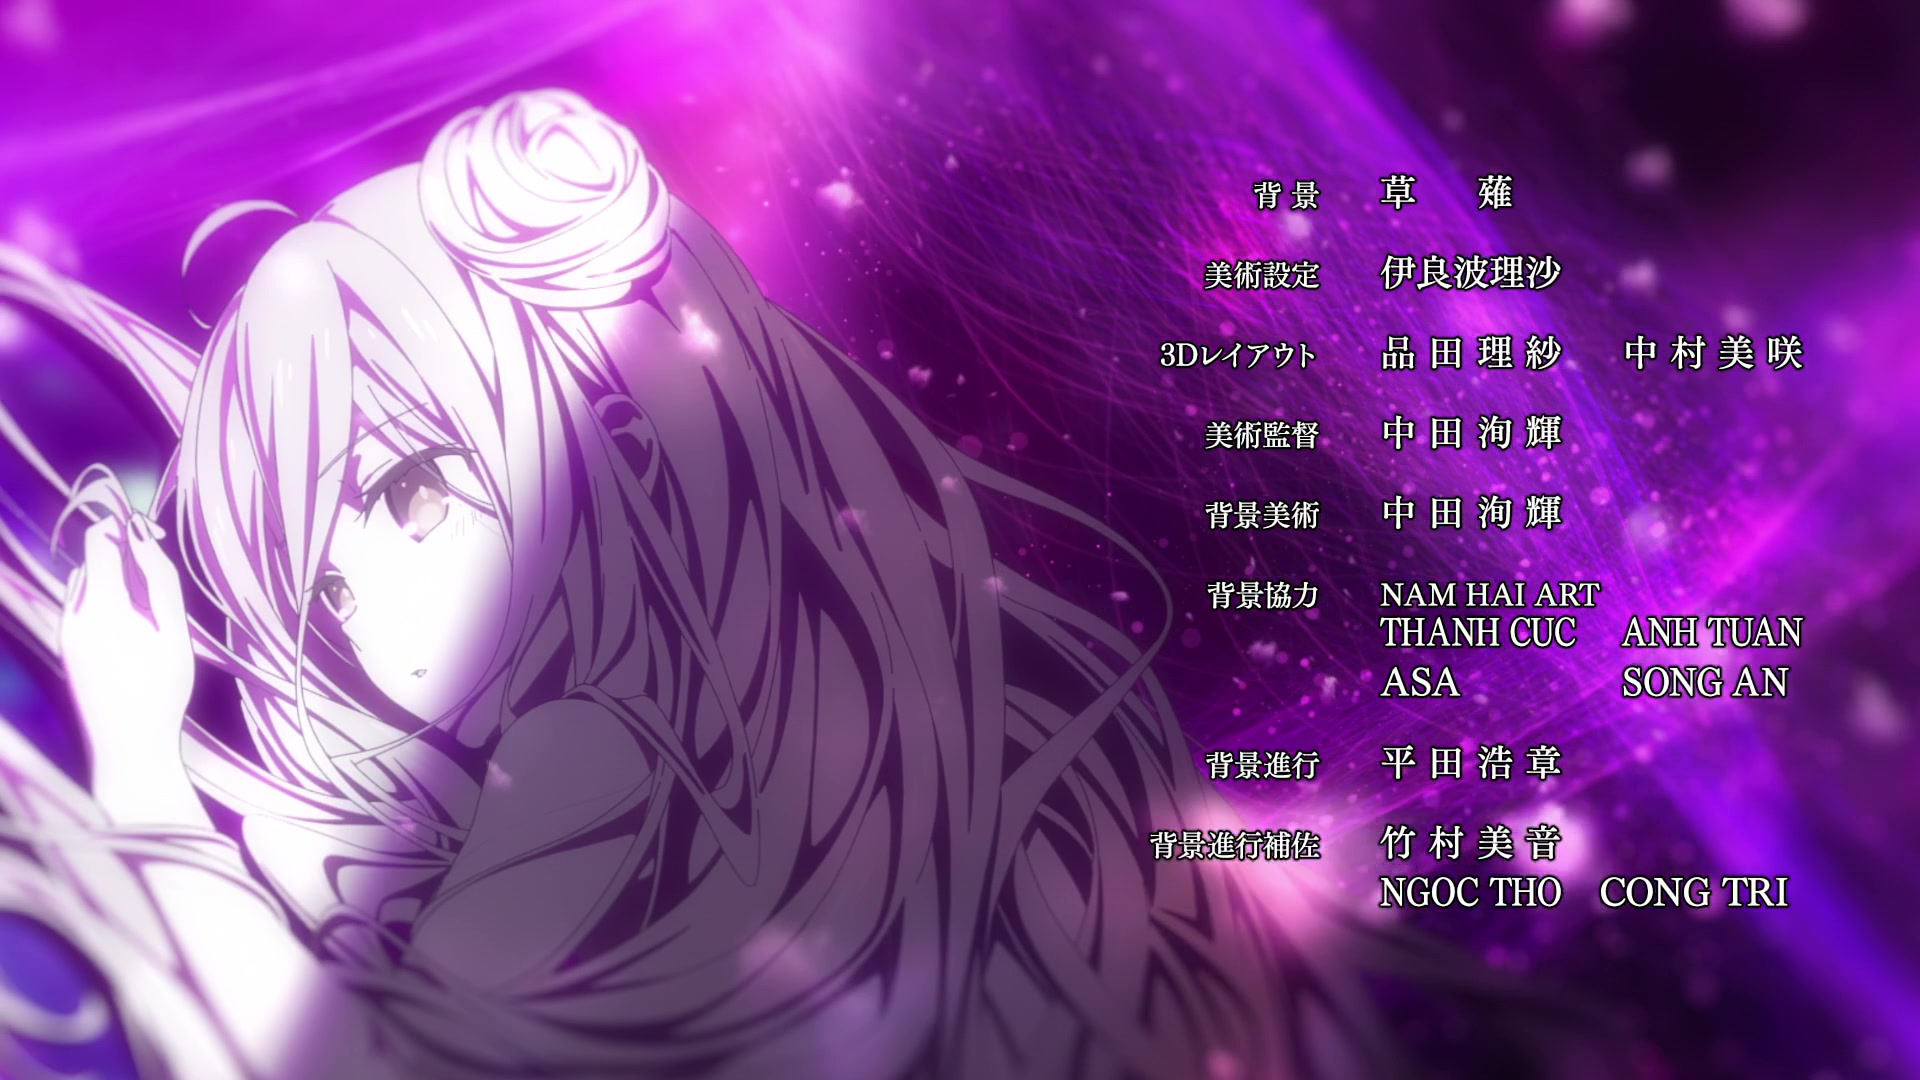 背景 草 薙
美術設定 伊良波理沙
3Dレイアウト 品田理紗 中村美咲
美術監督 中田洵輝
背景美術 中田洵輝
背景協力 NAM HAI ART
THANH CUC ANH TUAN
ASA SONG AN
背景進行 平田浩章
背景進行補佐 竹村美音
NGOC THO CONG TRI